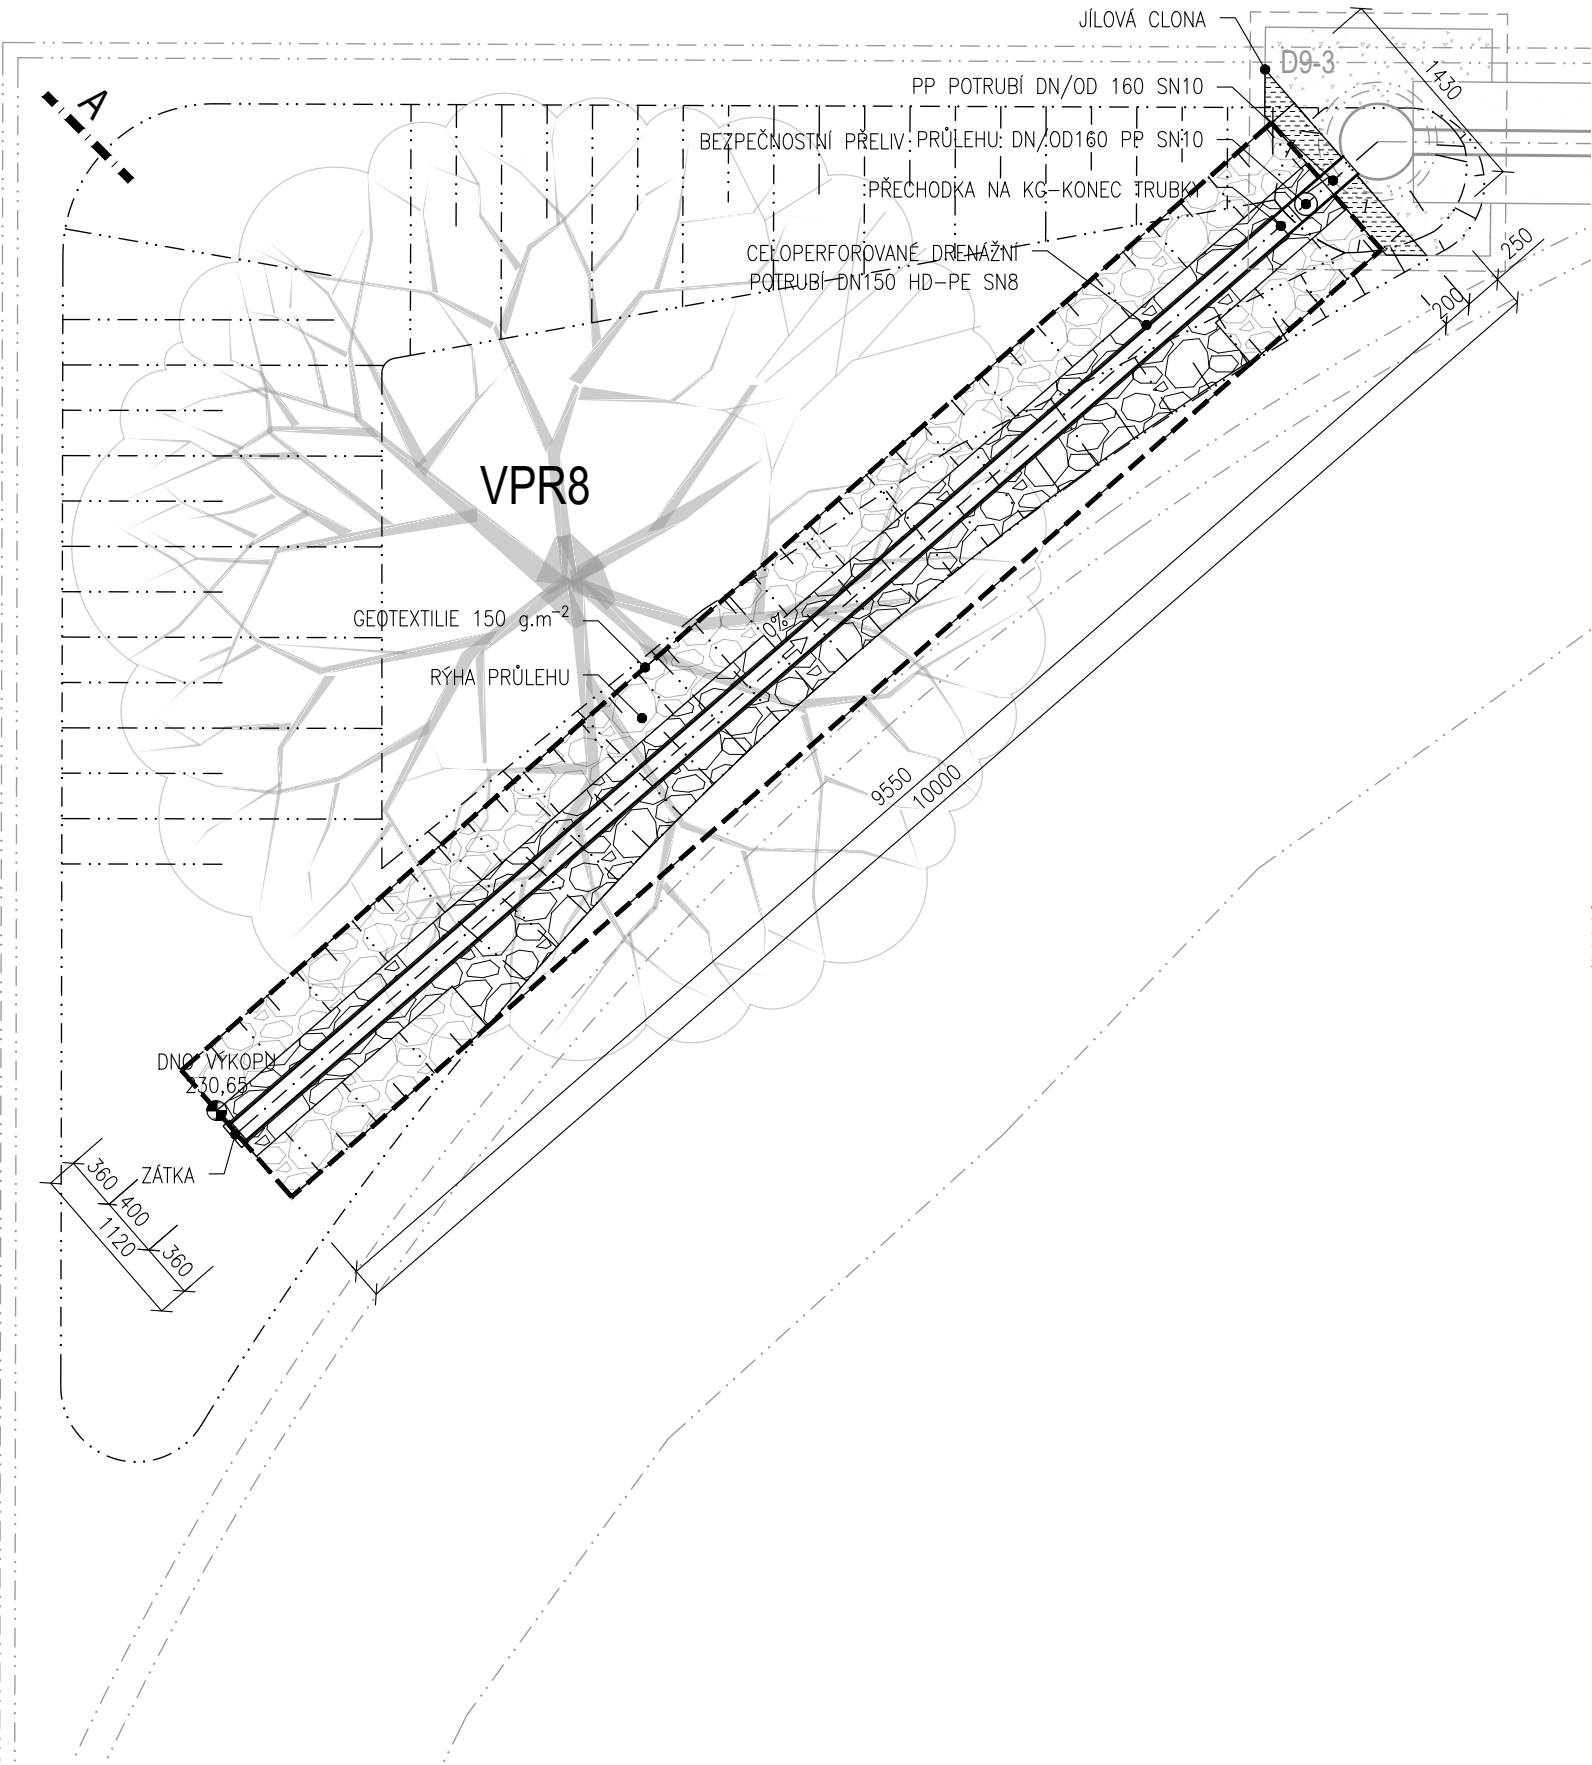 JÍLOVÁ CLONA
D9-3
1430
PP POTRUBÍ DN/OD 160 SN10
BEZPEČNOSTNÍ PŘELIV PRŮLEHU DN/OD160 PP SN10
PŘECHODKA NA KG-KONEC TRUBKY
CELOPERFOROVANÉ DRENÁŽNÍ
POTRUBÍ DN150 HD-PE SN8
A
250
200
VPR8
GEOTEXTILIE 150 g.m⁻²
RÝHA PRŮLEHU
0%
9550
10000
DNO VÝKOPU
230,65
ZÁTKA
360
400
360
1120